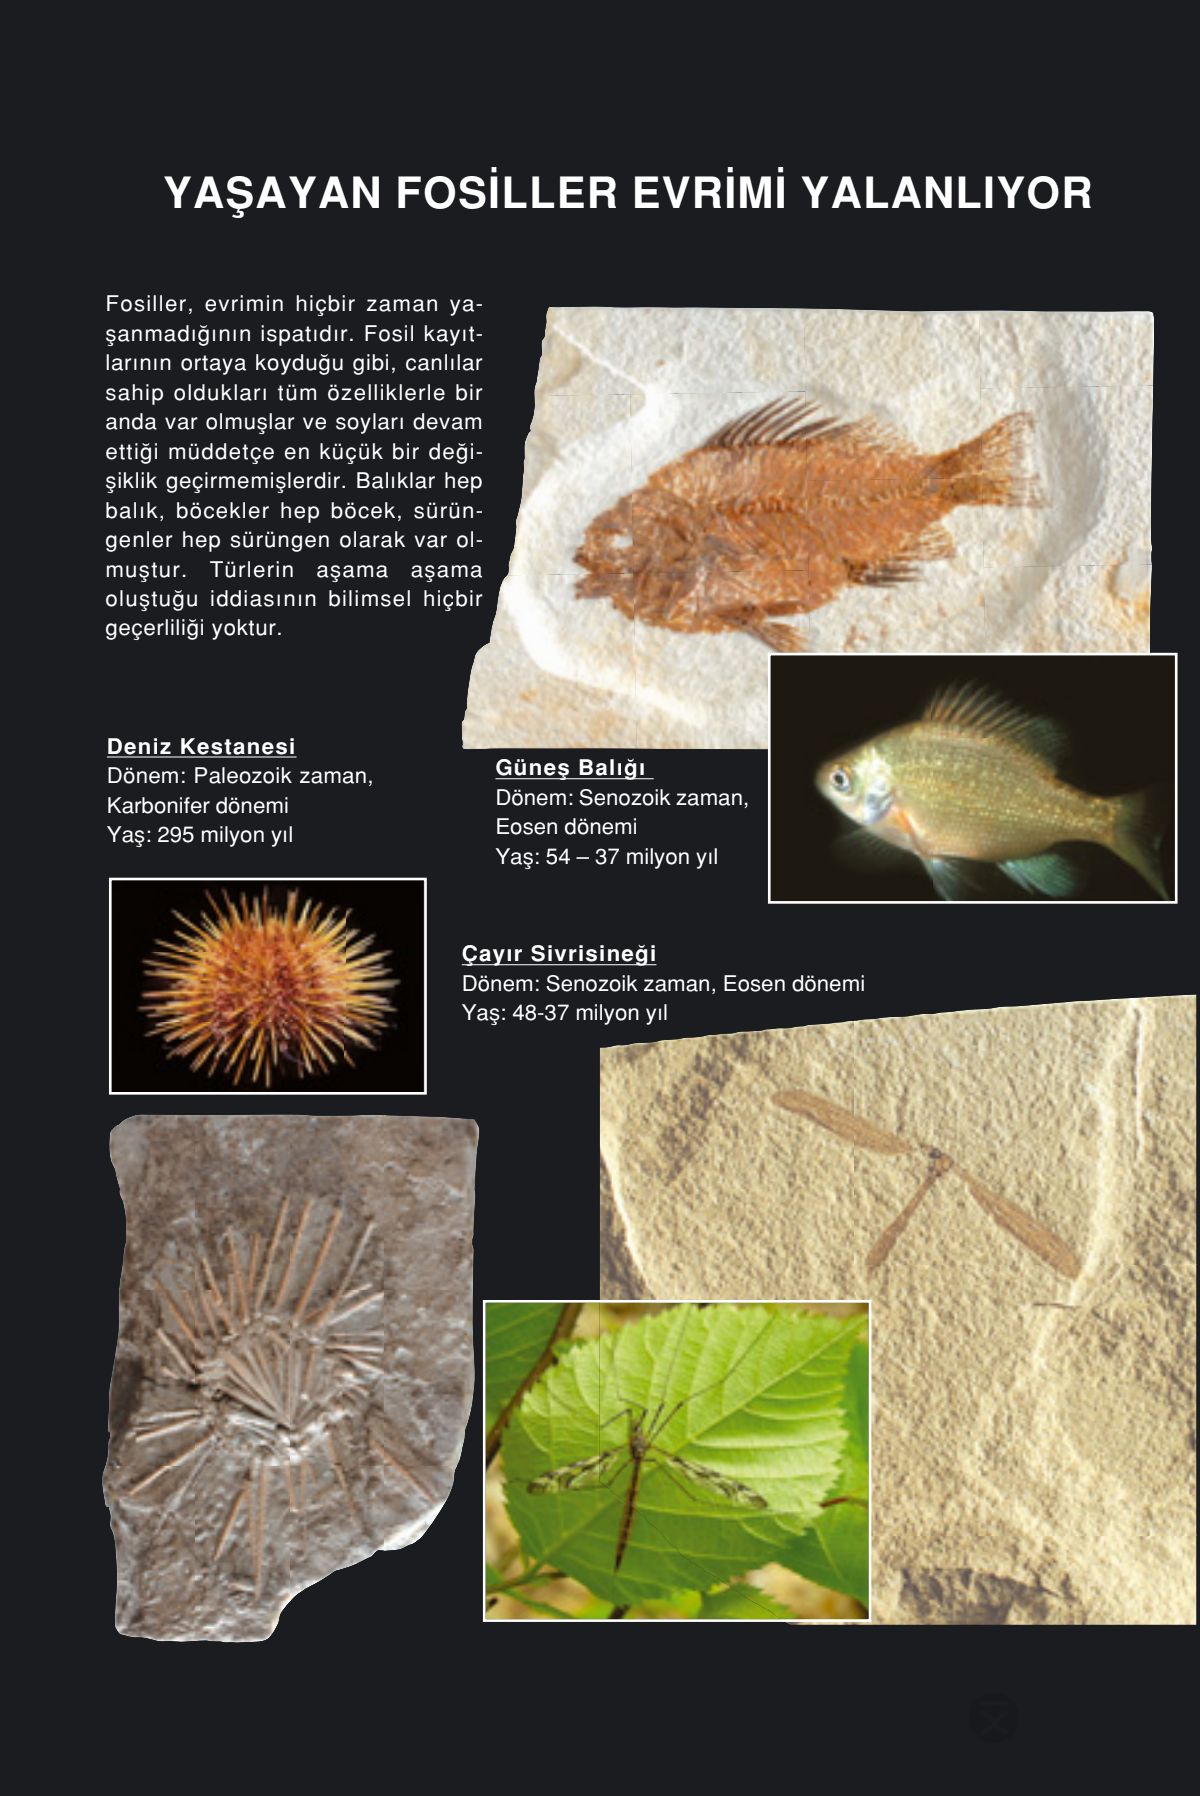 YAŞAYAN FOSİLLER EVRİMİ YALANLIYOR
Fosiller, evrimin hiçbir zaman ya-
şanmadığının ispatıdır. Fosil kayıt-
larının ortaya koyduğu gibi, canlılar
sahip oldukları tüm özelliklerle bir
anda var olmuşlar ve soyları devam
ettiği müddetçe en küçük bir deği-
şiklik geçirmemişlerdir. Balıklar hep
balık, böcekler hep böcek, sürün-
genler hep sürüngen olarak var ol-
muştur. Türlerin aşama aşama
oluştuğu iddiasının bilimsel hiçbir
geçerliliği yoktur.
Deniz Kestanesi
Dönem: Paleozoik zaman,
Karbonifer dönemi
Yaş: 295 milyon yıl
Güneş Balığı
Dönem: Senozoik zaman,
Eosen dönemi
Yaş: 54 – 37 milyon yıl
Çayır Sivrisineği
Dönem: Senozoik zaman, Eosen dönemi
Yaş: 48-37 milyon yıl